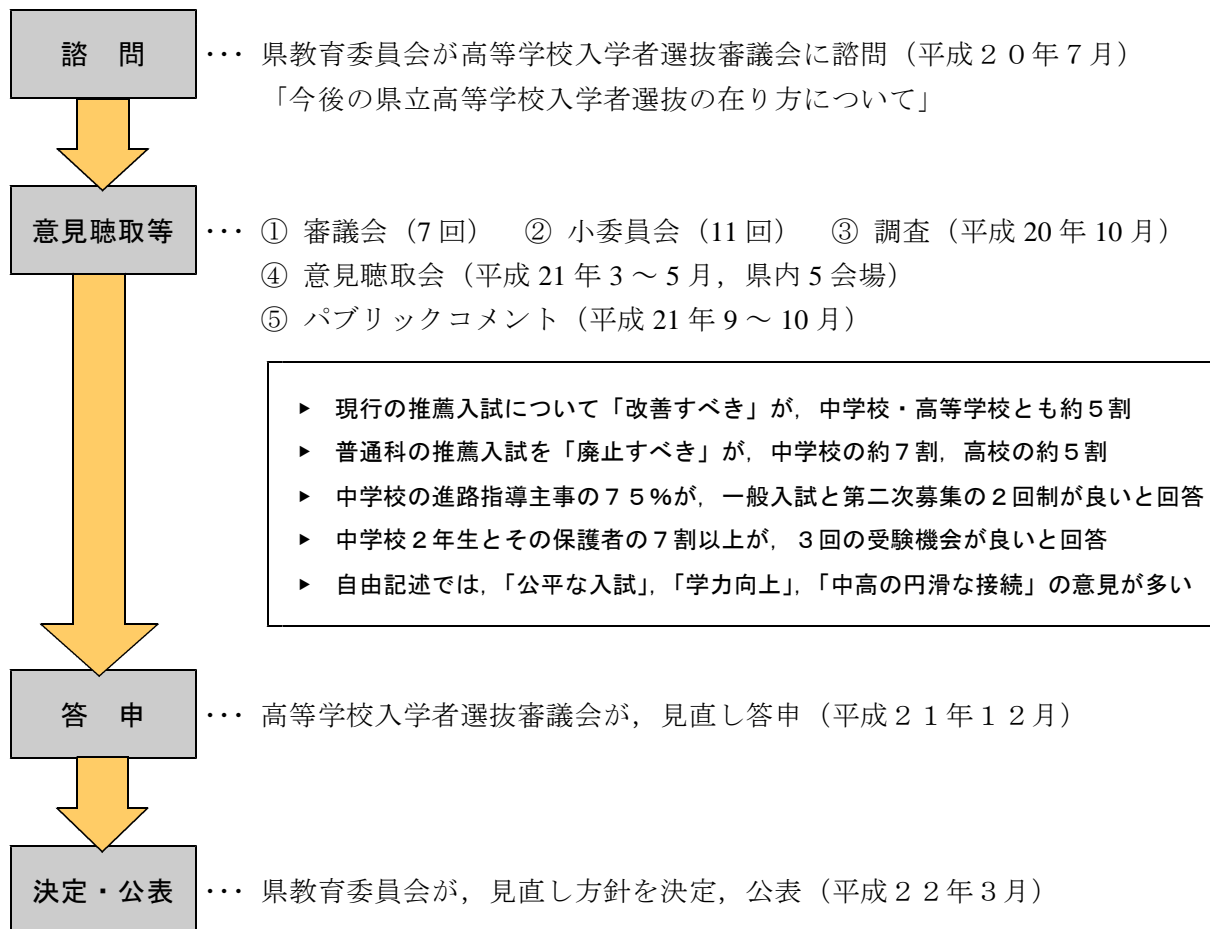 諮 問 ・・・ 県教育委員会が高等学校入学者選抜審議会に諮問（平成２０年７月）
「今後の県立高等学校入学者選抜の在り方について」
意見聴取等 ・・・ ① 審議会（7 回） ② 小委員会（11 回） ③ 調査（平成 20 年 10 月）
④ 意見聴取会（平成 21 年 3 ～ 5 月，県内 5 会場）
⑤ パブリックコメント（平成 21 年 9 ～ 10 月）
▶ 現行の推薦入試について「改善すべき」が，中学校・高等学校とも約５割
▶ 普通科の推薦入試を「廃止すべき」が，中学校の約７割，高校の約５割
▶ 中学校の進路指導主事の７５%が，一般入試と第二次募集の２回制が良いと回答
▶ 中学校２年生とその保護者の７割以上が，３回の受験機会が良いと回答
▶ 自由記述では，「公平な入試」，「学力向上」，「中高の円滑な接続」の意見が多い
答 申 ・・・ 高等学校入学者選抜審議会が，見直し答申（平成２１年１２月）
決定・公表 ・・・ 県教育委員会が，見直し方針を決定，公表（平成２２年３月）